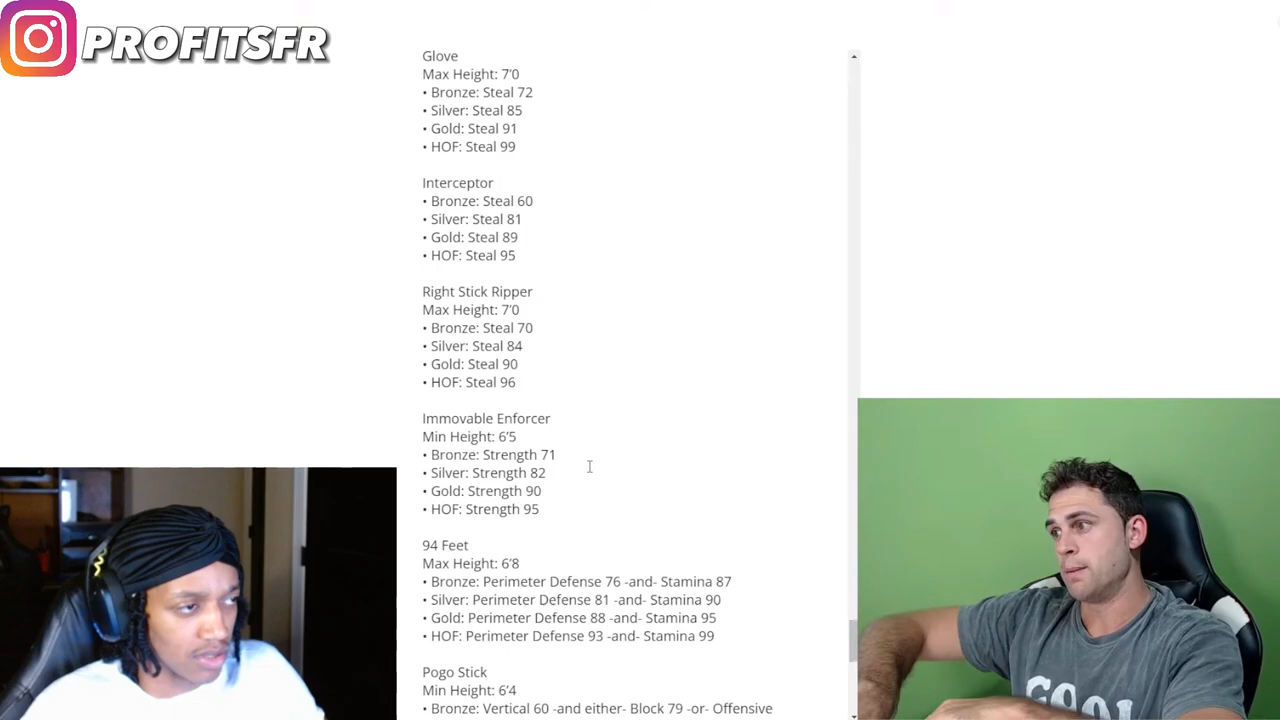 PROFITSFR
Glove
Max Height: 7'0
• Bronze: Steal 72
• Silver: Steal 85
• Gold: Steal 91
• HOF: Steal 99
Interceptor
• Bronze: Steal 60
• Silver: Steal 81
• Gold: Steal 89
• HOF: Steal 95
Right Stick Ripper
Max Height: 7'0
• Bronze: Steal 70
• Silver: Steal 84
• Gold: Steal 90
• HOF: Steal 96
Immovable Enforcer
Min Height: 6'5
• Bronze: Strength 71
• Silver: Strength 82
• Gold: Strength 90
• HOF: Strength 95
94 Feet
Max Height: 6'8
• Bronze: Perimeter Defense 76 -and- Stamina 87
• Silver: Perimeter Defense 81 -and- Stamina 90
• Gold: Perimeter Defense 88 -and- Stamina 95
• HOF: Perimeter Defense 93 -and- Stamina 99
Pogo Stick
Min Height: 6'4
• Bronze: Vertical 60 -and either- Block 79 -or- Offensive